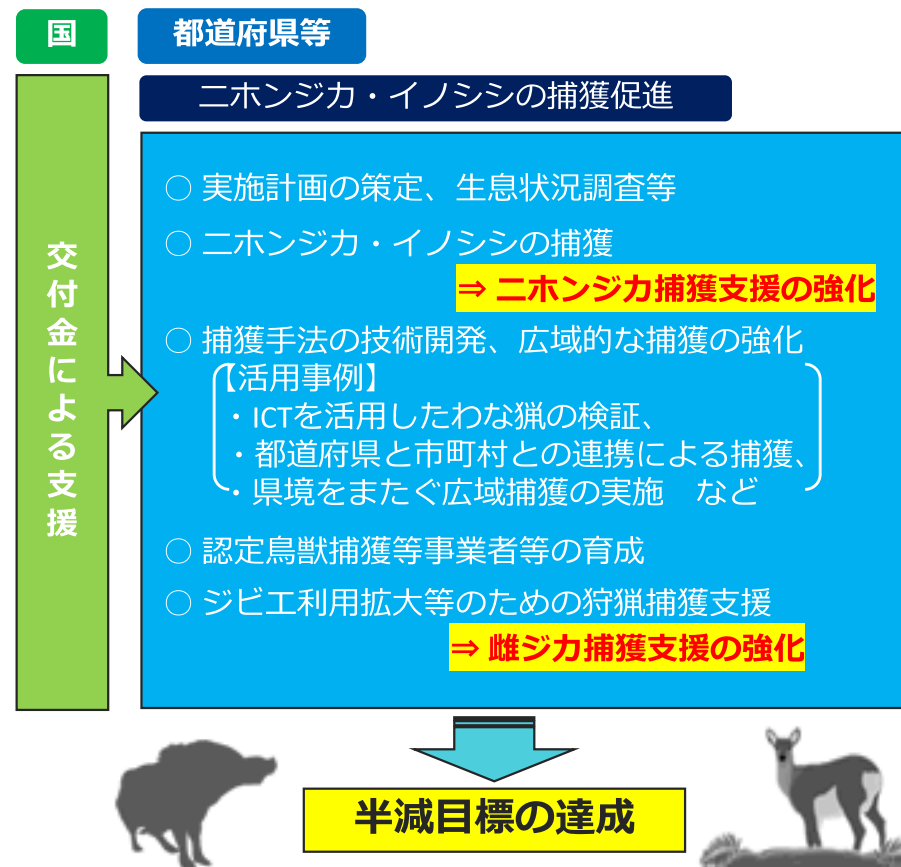 国
都道府県等
ニホンジカ・イノシシの捕獲促進
交付金による支援
○ 実施計画の策定、生息状況調査等
○ ニホンジカ・イノシシの捕獲
⇒ ニホンジカ捕獲支援の強化
○ 捕獲手法の技術開発、広域的な捕獲の強化
【活用事例】
・ICTを活用したわな猟の検証、
・都道府県と市町村との連携による捕獲、
・県境をまたぐ広域捕獲の実施　など
○ 認定鳥獣捕獲等事業者等の育成
○ ジビエ利用拡大等のための狩猟捕獲支援
⇒ 雌ジカ捕獲支援の強化
半減目標の達成